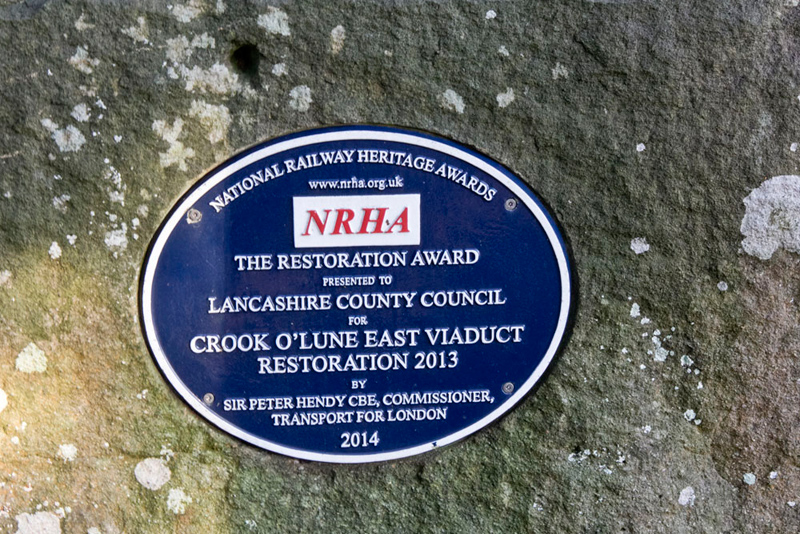 NATIONAL RAILWAY HERITAGE AWARDS
www.nrha.org.uk
NRHA
THE RESTORATION AWARD
PRESENTED TO
LANCASHIRE COUNTY COUNCIL
FOR
CROOK O'LUNE EAST VIADUCT
RESTORATION 2013
BY
SIR PETER HENDY CBE, COMMISSIONER,
TRANSPORT FOR LONDON
2014